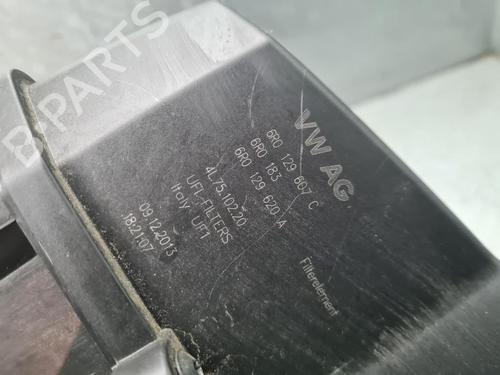 B-PARTS
VW AG
6R0 129 607 C
6R0 183
6R0 129 620 A
Filterelement
4L75.102.20
UFI-FILTERS
Italy UF1
09.12.2013
18:21:07